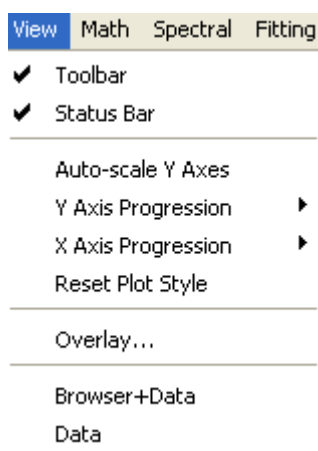 View Math Spectral Fitting
Toolbar
Status Bar
Auto-scale Y Axes
Y Axis Progression
X Axis Progression
Reset Plot Style
Overlay...
Browser+Data
Data